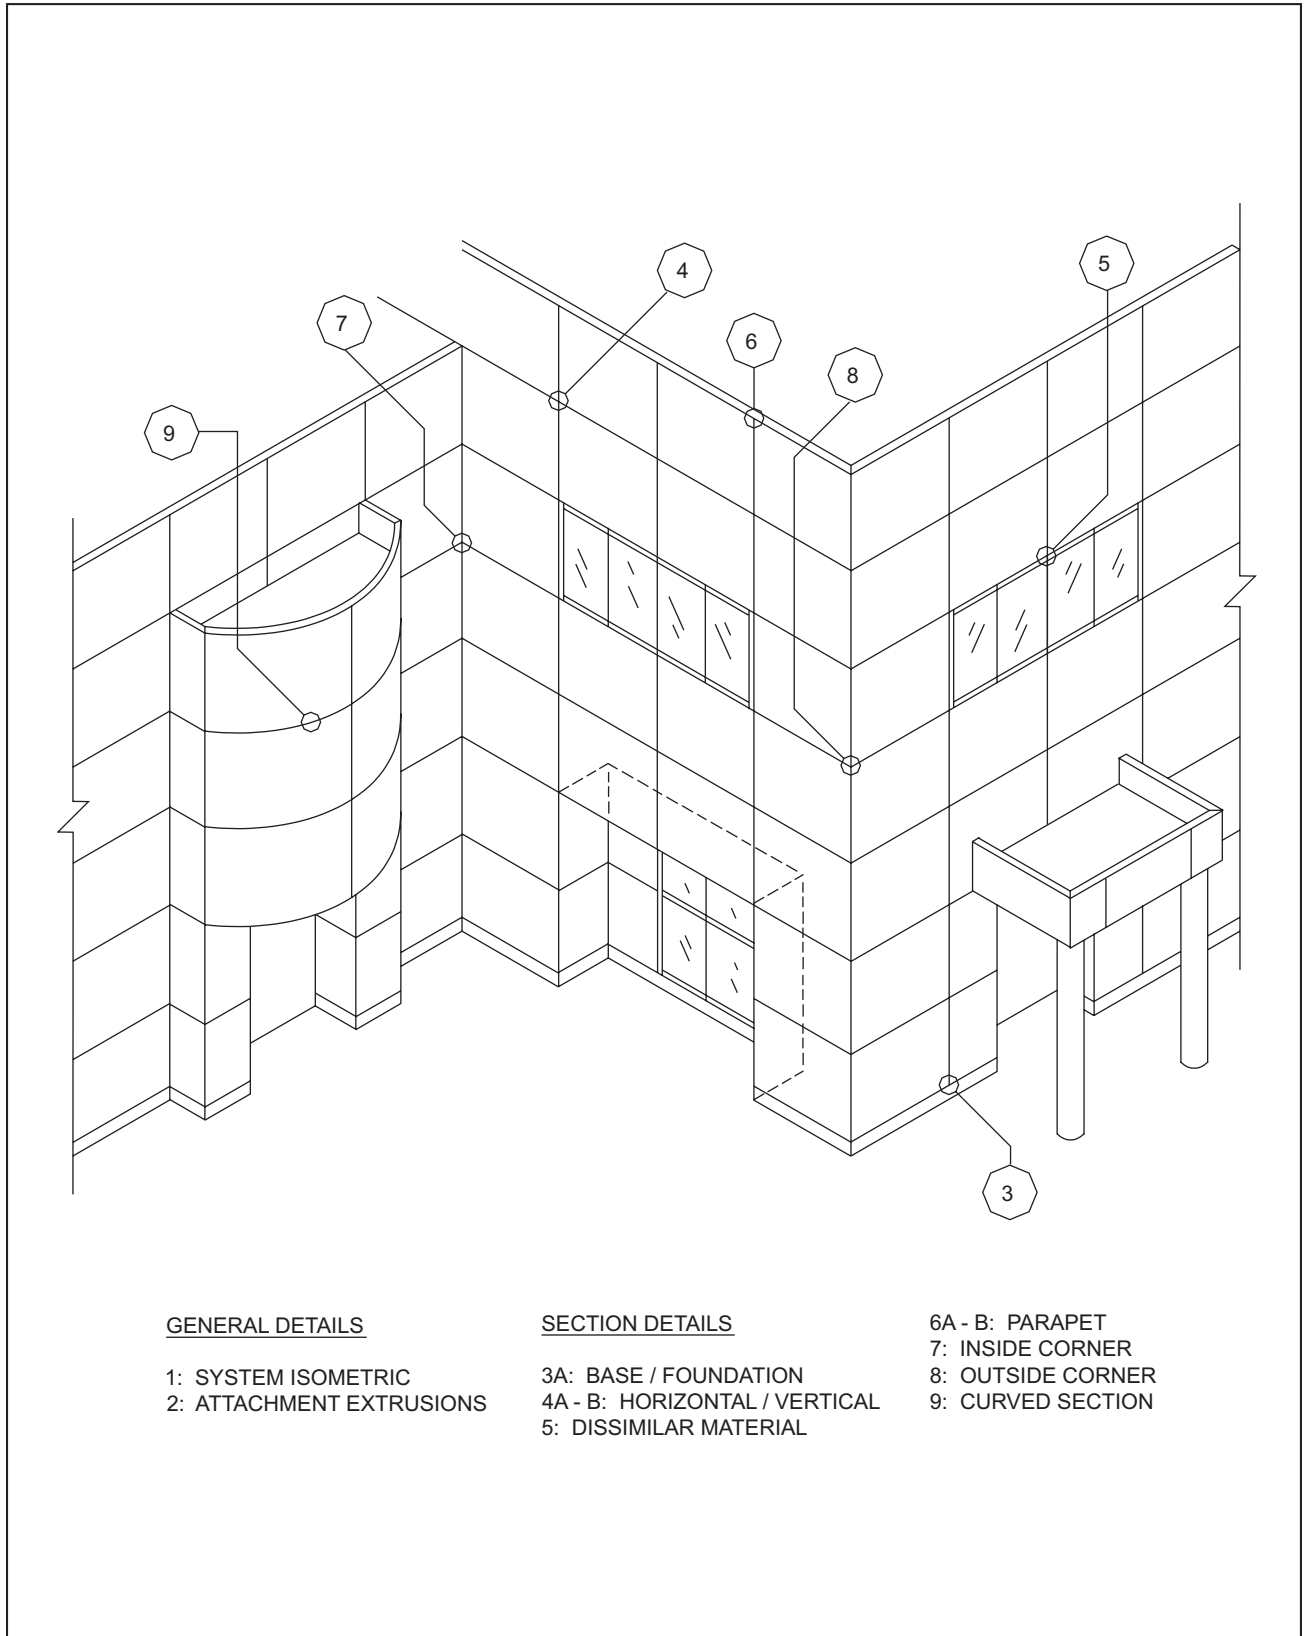 4
5
7
6
8
9
3
GENERAL DETAILS
1: SYSTEM ISOMETRIC
2: ATTACHMENT EXTRUSIONS
SECTION DETAILS
3A: BASE / FOUNDATION
4A - B: HORIZONTAL / VERTICAL
5: DISSIMILAR MATERIAL
6A - B: PARAPET
7: INSIDE CORNER
8: OUTSIDE CORNER
9: CURVED SECTION